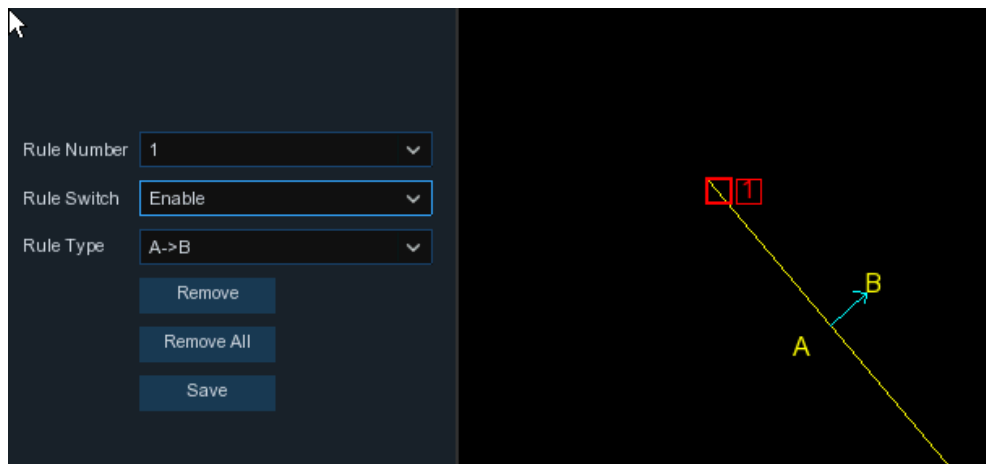 Rule Number 1
Rule Switch Enable
Rule Type A->B
Remove
Remove All
Save
1
B
A